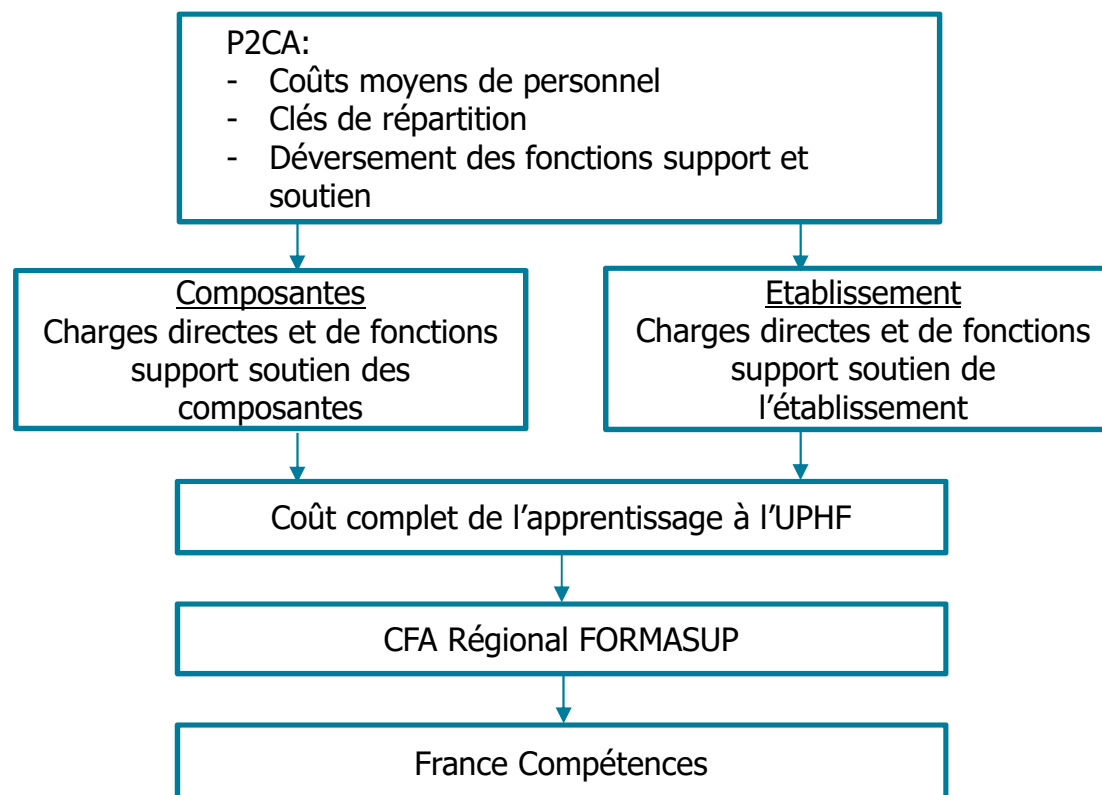 P2CA:
- Coûts moyens de personnel
- Clés de répartition
- Déversement des fonctions support et
soutien
Composantes
Charges directes et de fonctions
support soutien des
composantes
Etablissement
Charges directes et de fonctions
support soutien de
l’établissement
Coût complet de l’apprentissage à l’UPHF
CFA Régional FORMASUP
France Compétences